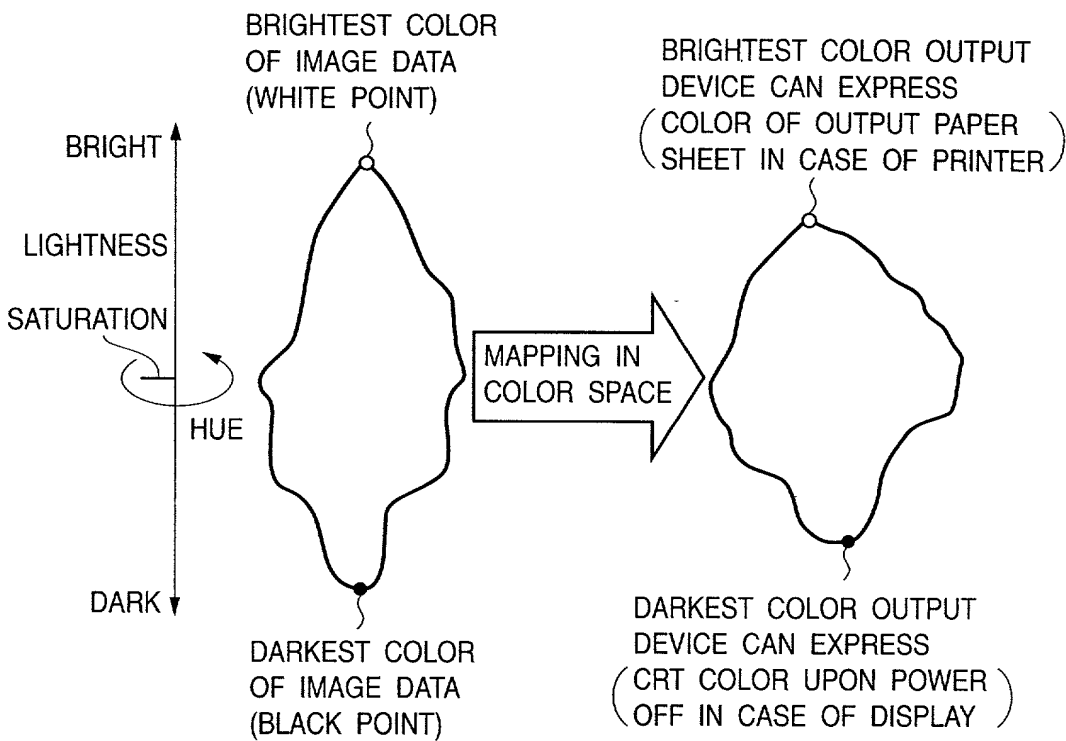 BRIGHTEST COLOR
OF IMAGE DATA
(WHITE POINT)
BRIGHTEST COLOR OUTPUT
DEVICE CAN EXPRESS
(COLOR OF OUTPUT PAPER
SHEET IN CASE OF PRINTER)
BRIGHT
LIGHTNESS
SATURATION
HUE
DARK
MAPPING IN
COLOR SPACE
DARKEST COLOR
OF IMAGE DATA
(BLACK POINT)
DARKEST COLOR OUTPUT
DEVICE CAN EXPRESS
(CRT COLOR UPON POWER
OFF IN CASE OF DISPLAY)